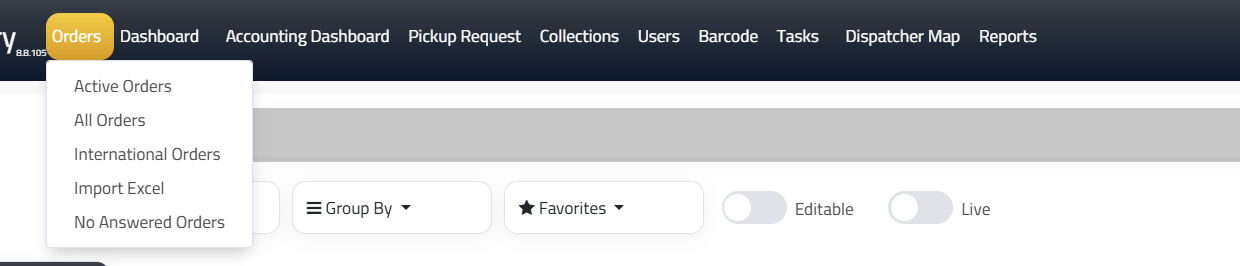 y 8.8.105 Orders Dashboard Accounting Dashboard Pickup Request Collections Users Barcode Tasks Dispatcher Map Reports
Active Orders
All Orders
International Orders
Import Excel
No Answered Orders
Group By Favorites Editable Live